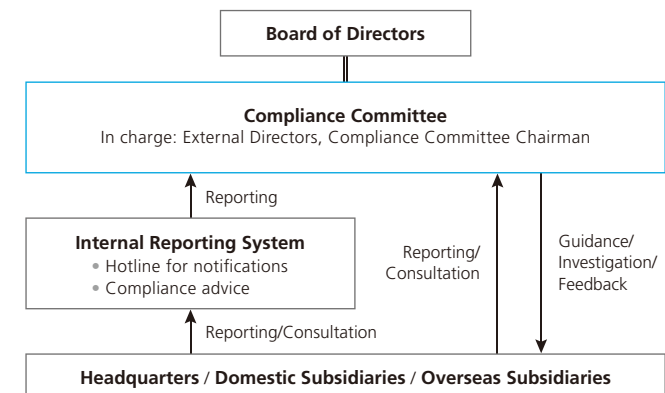 Board of Directors
Compliance Committee
In charge: External Directors, Compliance Committee Chairman
Reporting
Internal Reporting System
• Hotline for notifications
• Compliance advice
Reporting/
Consultation
Guidance/
Investigation/
Feedback
Reporting/Consultation
Headquarters / Domestic Subsidiaries / Overseas Subsidiaries